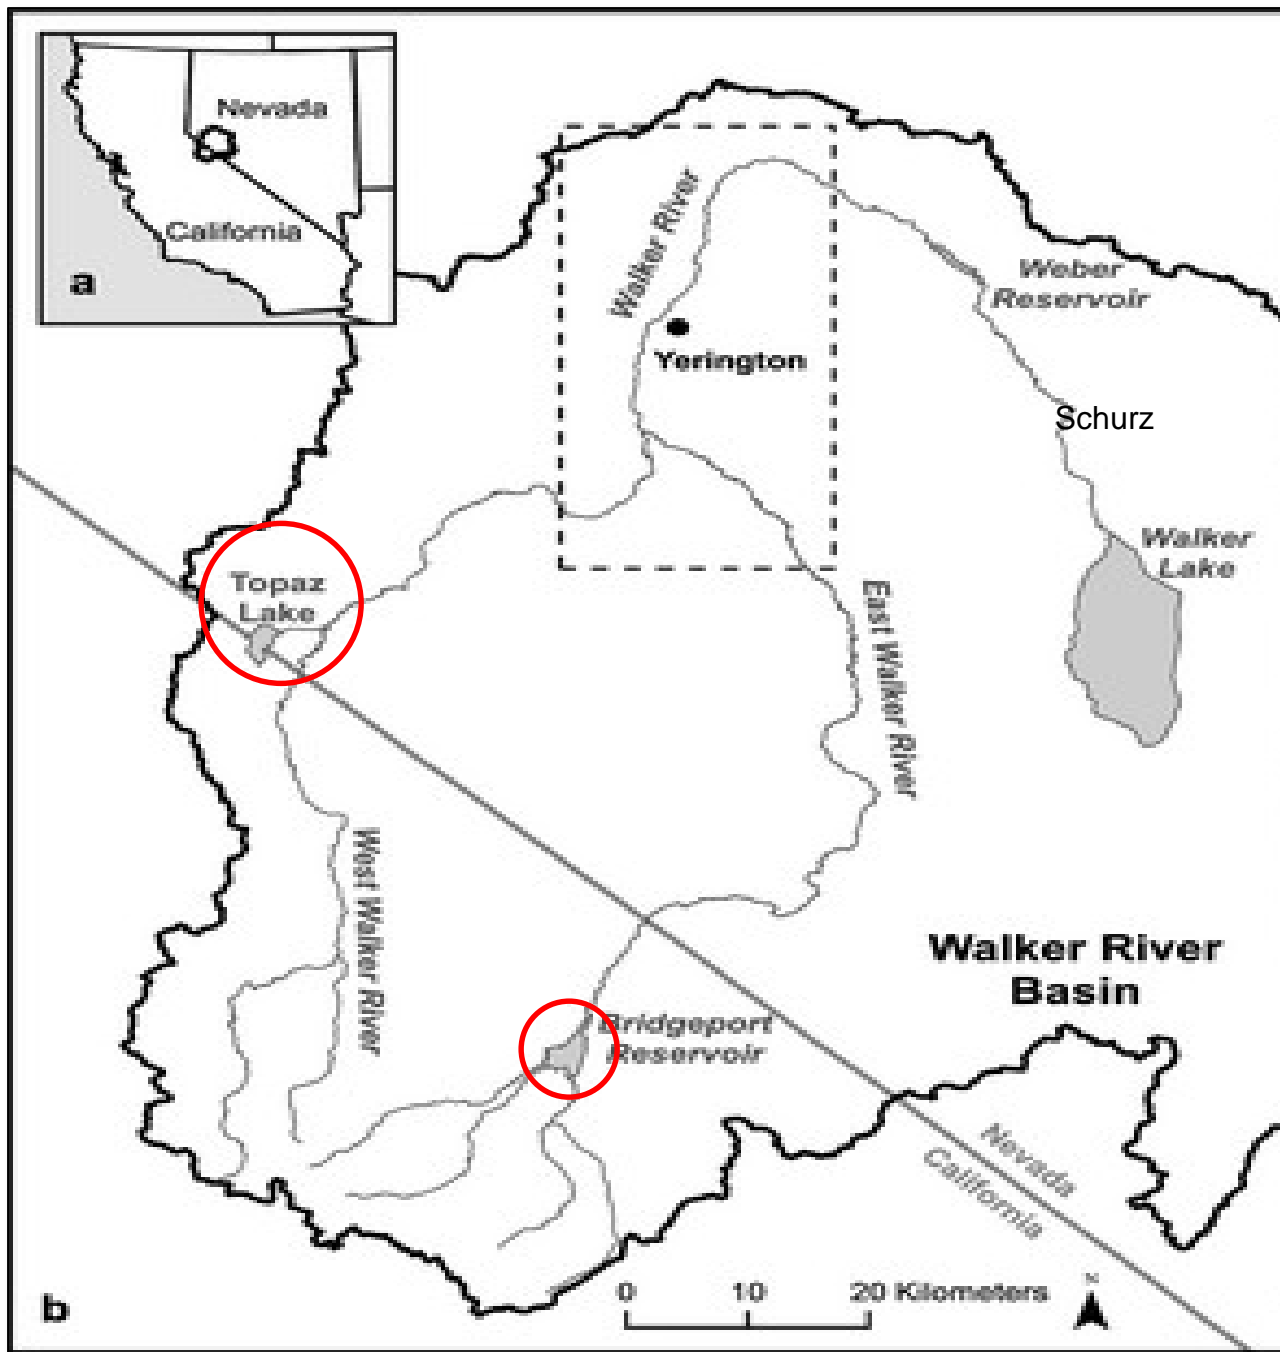 Nevada
California
a
Walker River
Weber
Reservoir
Yerington
Schurz
Walker
Lake
Topaz
Lake
East Walker River
West Walker River
Walker River
Basin
Bridgeport
Reservoir
Nevada
California
0 10 20 Kilometers
b